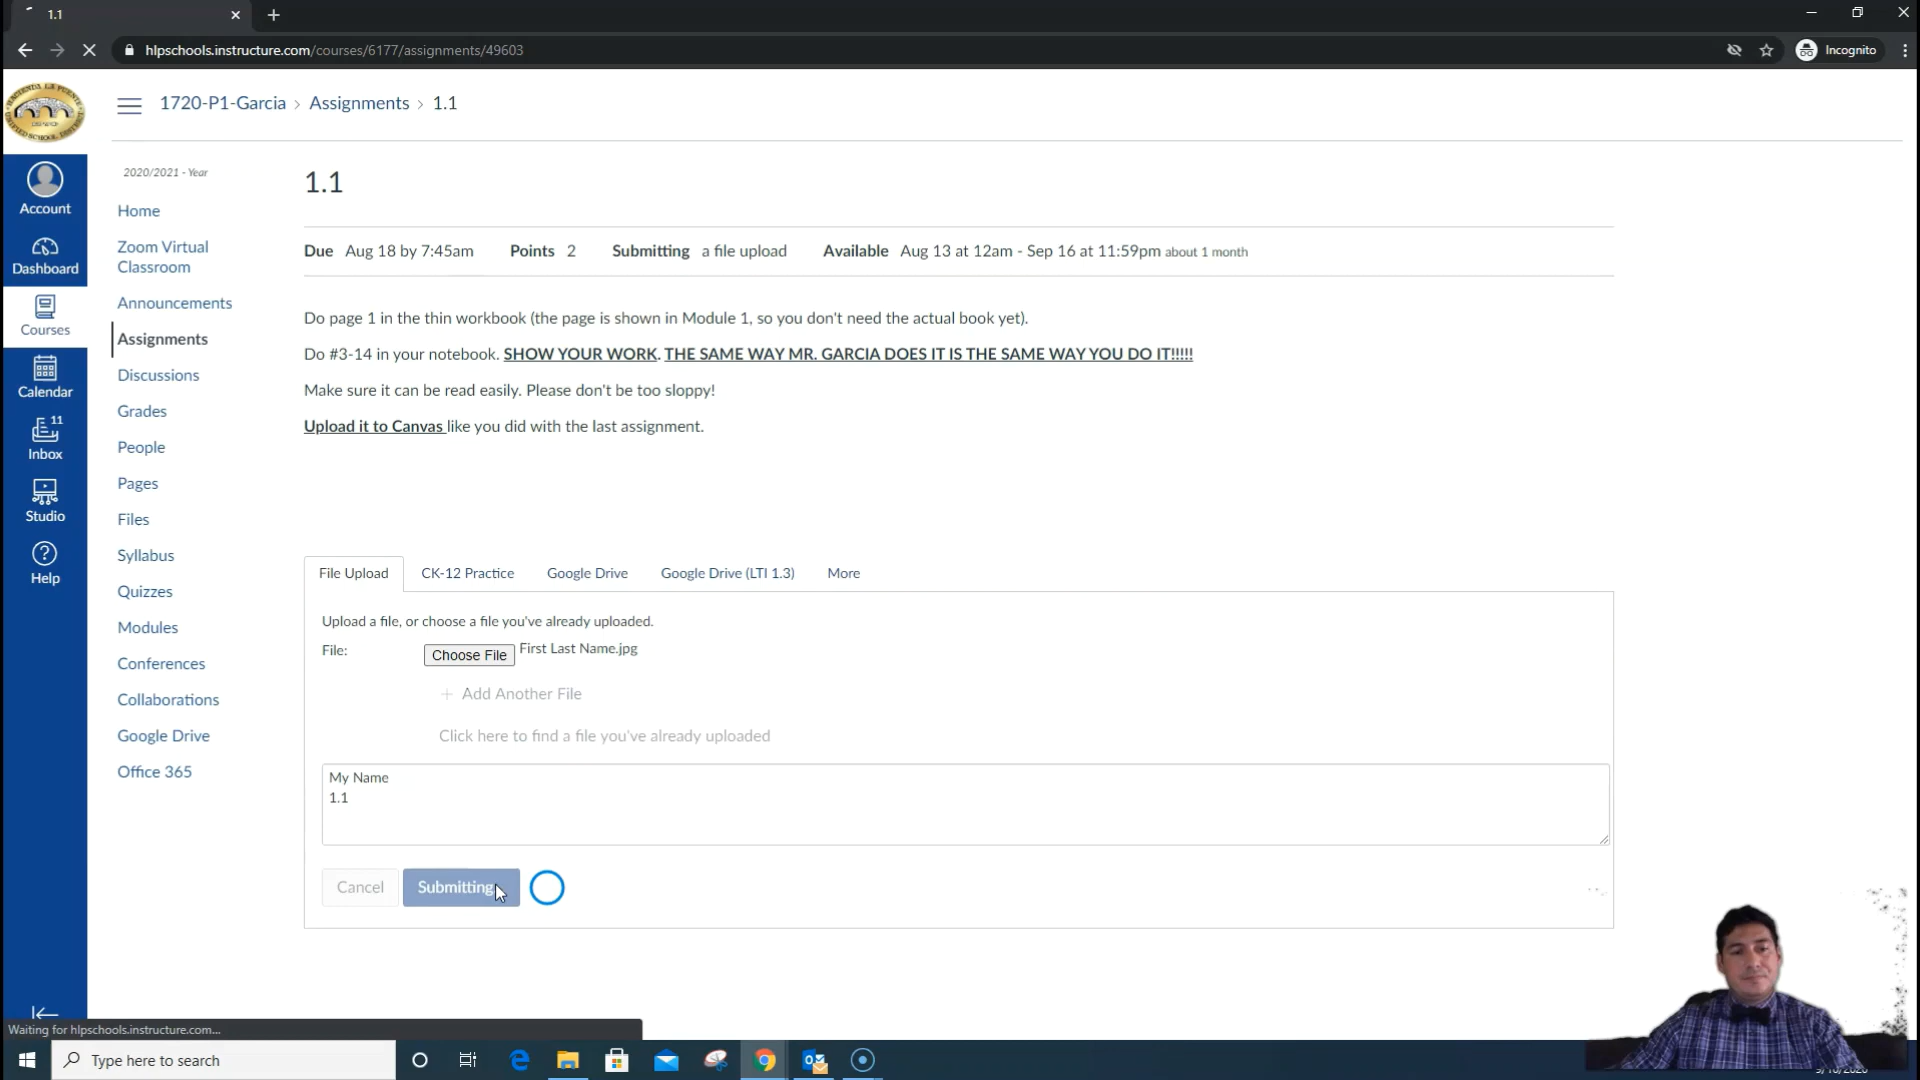 1.1
hlpschools.instructure.com/courses/6177/assignments/49603
Incognito
1720-P1-Garcia › Assignments › 1.1
Account
Dashboard
Courses
Calendar
11
Inbox
Studio
Help
2020/2021 - Year
Home
Zoom Virtual
Classroom
Announcements
Assignments
Discussions
Grades
People
Pages
Files
Syllabus
Quizzes
Modules
Conferences
Collaborations
Google Drive
Office 365
1.1
Due Aug 18 by 7:45am Points 2 Submitting a file upload Available Aug 13 at 12am - Sep 16 at 11:59pm about 1 month
Do page 1 in the thin workbook (the page is shown in Module 1, so you don't need the actual book yet).
Do #3-14 in your notebook. SHOW YOUR WORK. THE SAME WAY MR. GARCIA DOES IT IS THE SAME WAY YOU DO IT!!!!!
Make sure it can be read easily. Please don't be too sloppy!
Upload it to Canvas like you did with the last assignment.
File Upload CK-12 Practice Google Drive Google Drive (LTI 1.3) More
Upload a file, or choose a file you've already uploaded.
File: Choose File First Last Name.jpg
+ Add Another File
Click here to find a file you've already uploaded
My Name
1.1
Cancel Submitting
Waiting for hlpschools.instructure.com...
Type here to search